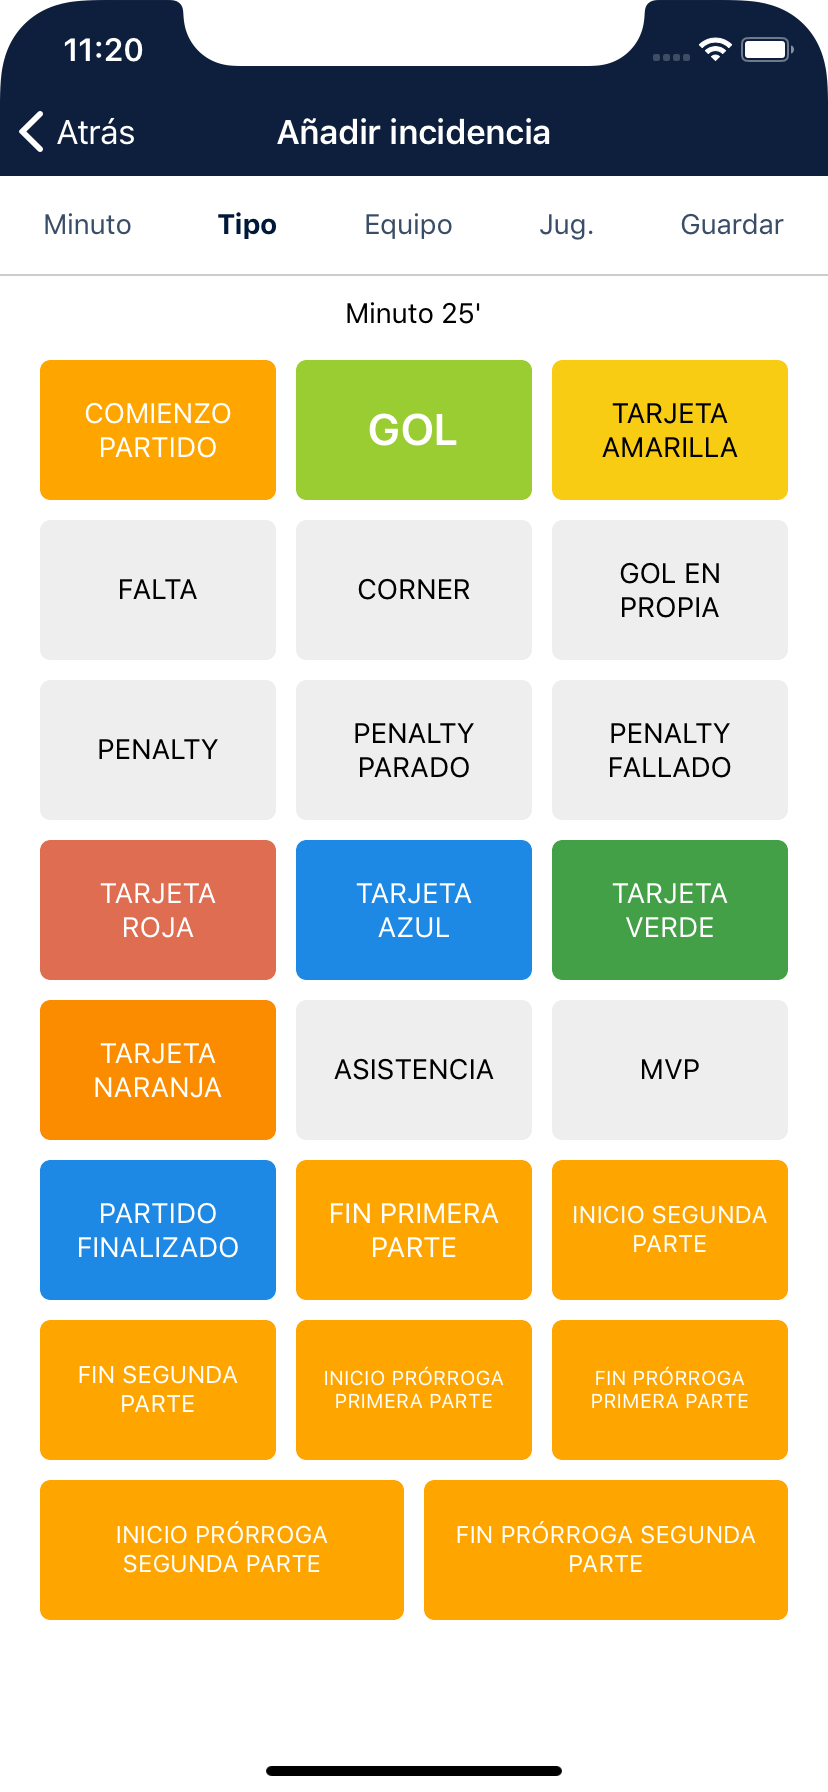 11:20
Atrás
Añadir incidencia
Minuto
Tipo
Equipo
Jug.
Guardar
Minuto 25'
COMIENZO
PARTIDO
GOL
TARJETA
AMARILLA
FALTA
CORNER
GOL EN
PROPIA
PENALTY
PENALTY
PARADO
PENALTY
FALLADO
TARJETA
ROJA
TARJETA
AZUL
TARJETA
VERDE
TARJETA
NARANJA
ASISTENCIA
MVP
PARTIDO
FINALIZADO
FIN PRIMERA
PARTE
INICIO SEGUNDA
PARTE
FIN SEGUNDA
PARTE
INICIO PRÓRROGA
PRIMERA PARTE
FIN PRÓRROGA
PRIMERA PARTE
INICIO PRÓRROGA
SEGUNDA PARTE
FIN PRÓRROGA SEGUNDA
PARTE